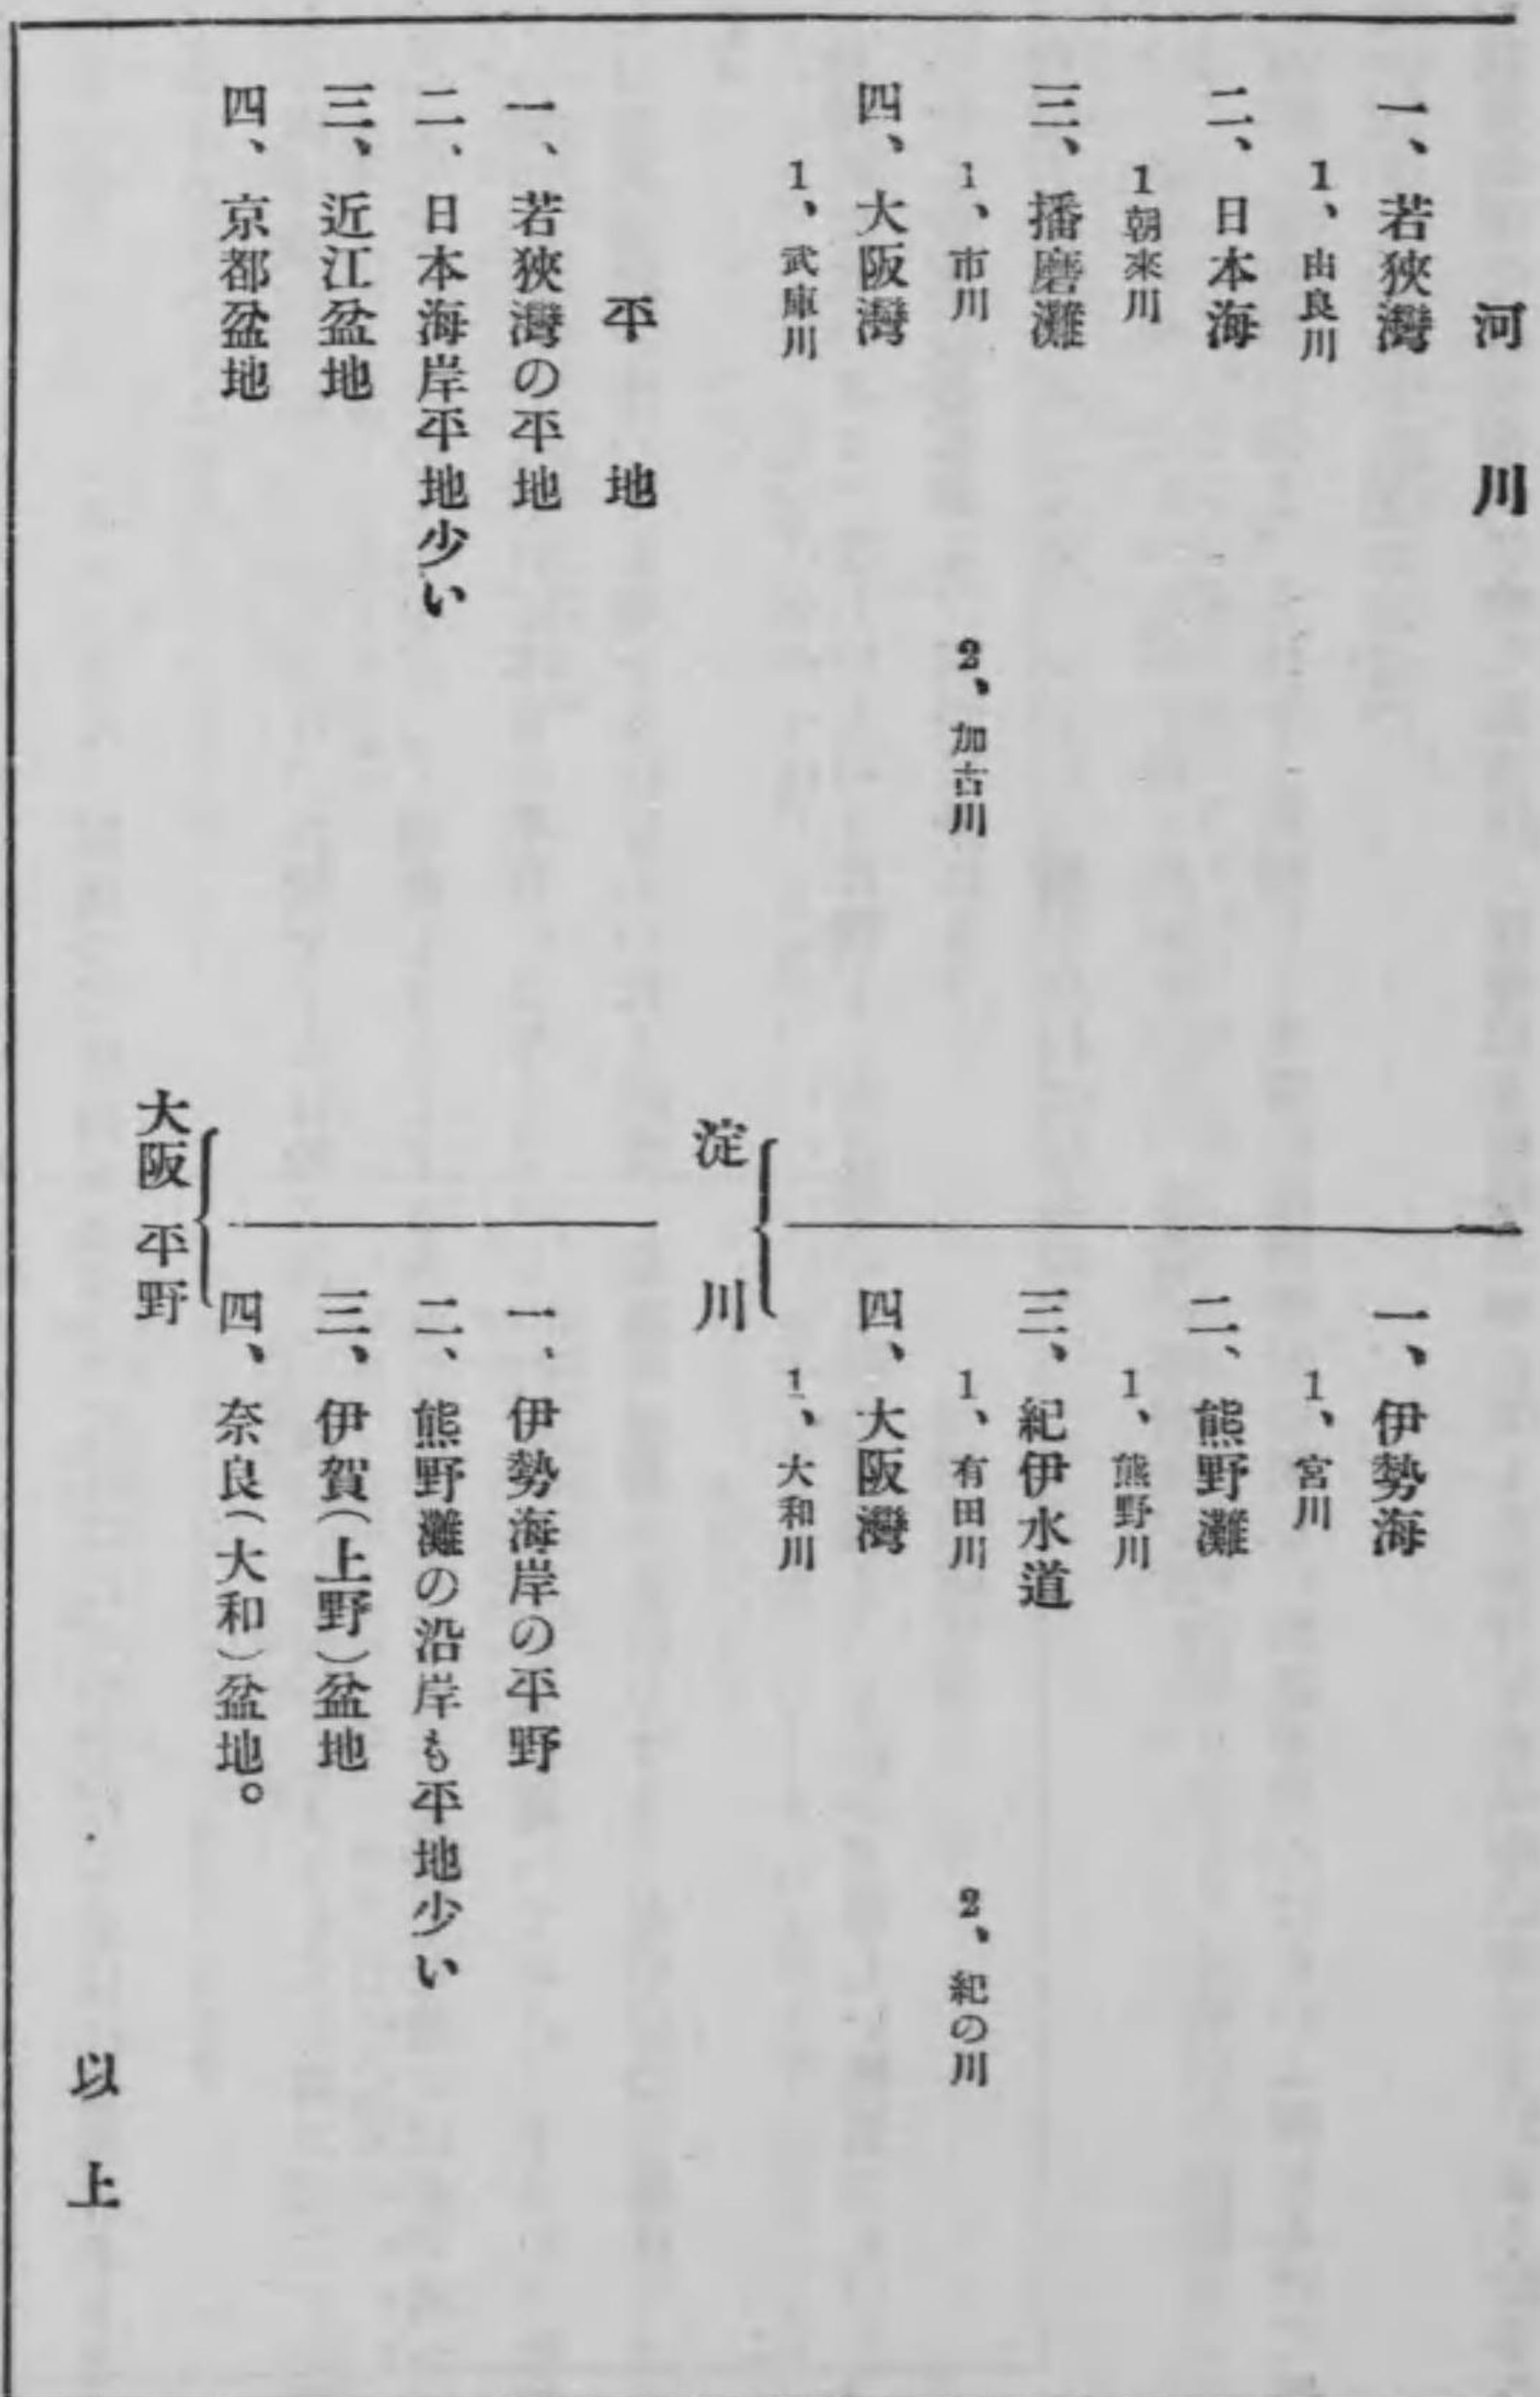 河川
一、若狹灣
1、由良川
二、日本海
1朝來川
三、播磨灘
1、市川 2、加古川
四、大阪灣
1、武庫川
一、伊勢海
1、宮川
二、熊野灘
1、熊野川
三、紀伊水道
1、有田川 2、紀の川
四、大阪灣
1、大和川
淀川
平地
一、若狹灣の平地
二、日本海岸平地少い
三、近江盆地
四、京都盆地
一、伊勢海岸の平野
二、熊野灘の沿岸も平地少い
三、伊賀(上野)盆地
四、奈良(大和)盆地。
大阪平野
以上